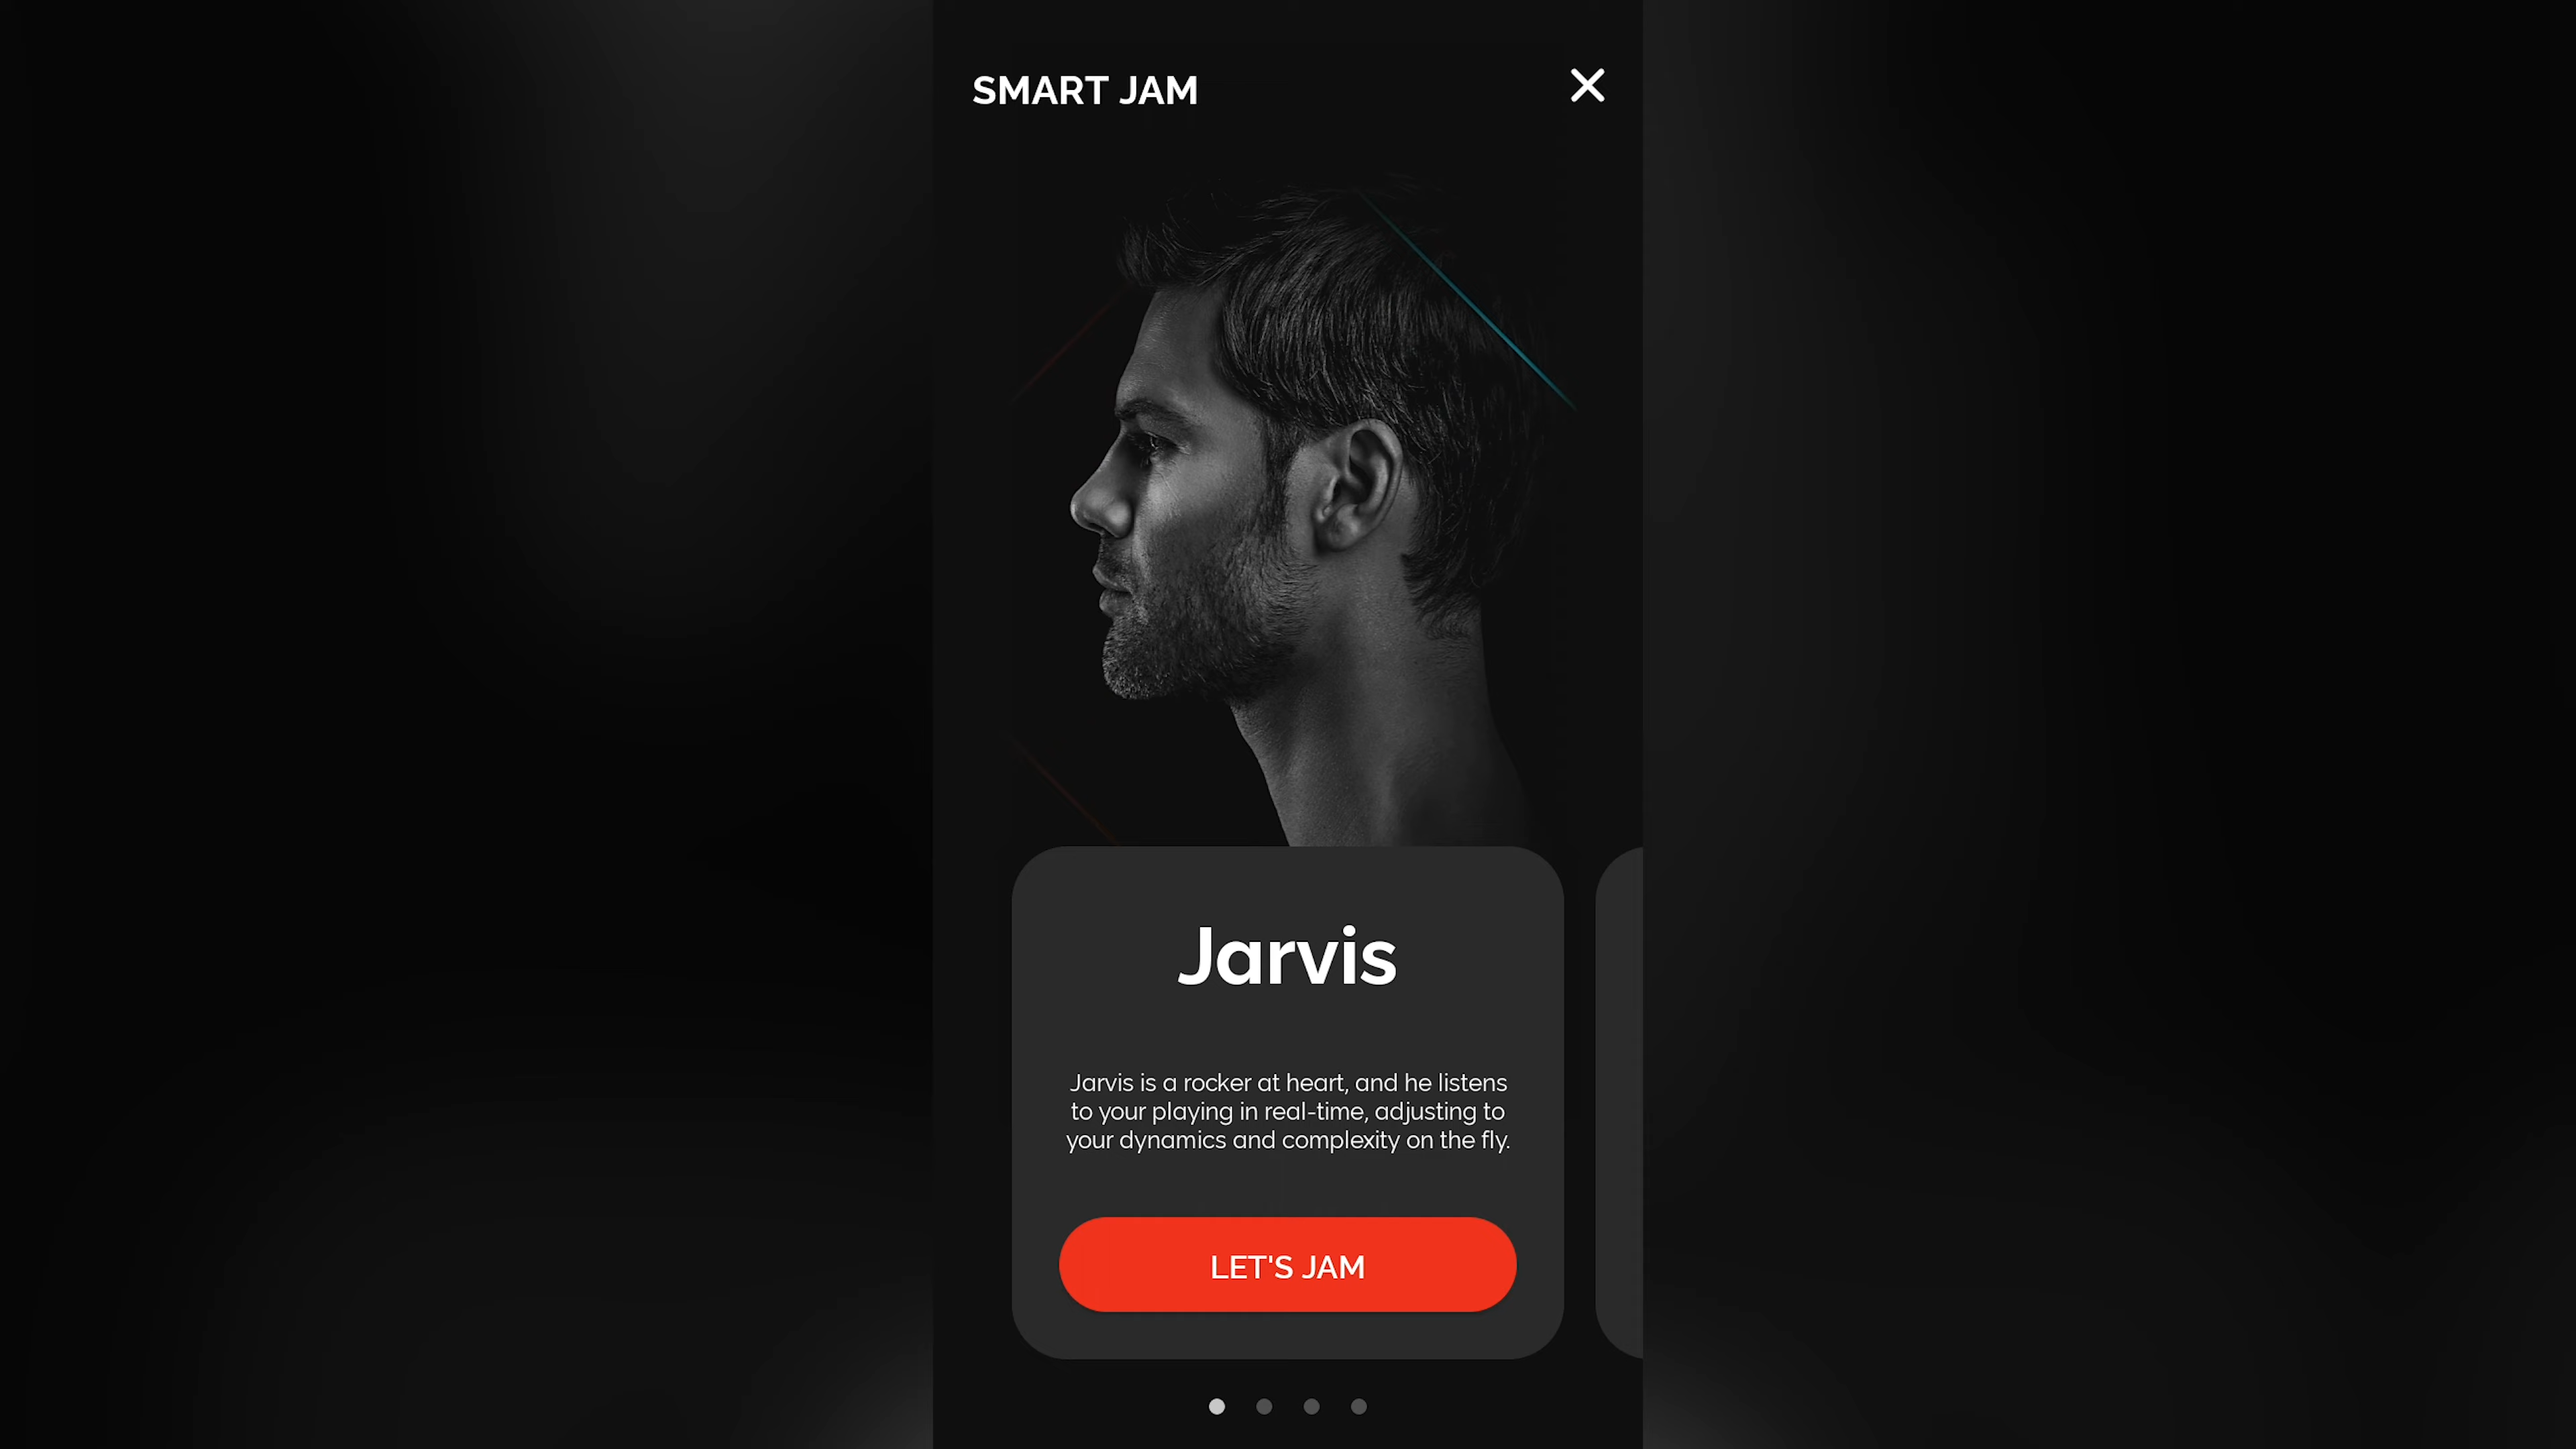 SMART JAM
Jarvis
Jarvis is a rocker at heart, and he listens
to your playing in real-time, adjusting to
your dynamics and complexity on the fly.
LET'S JAM